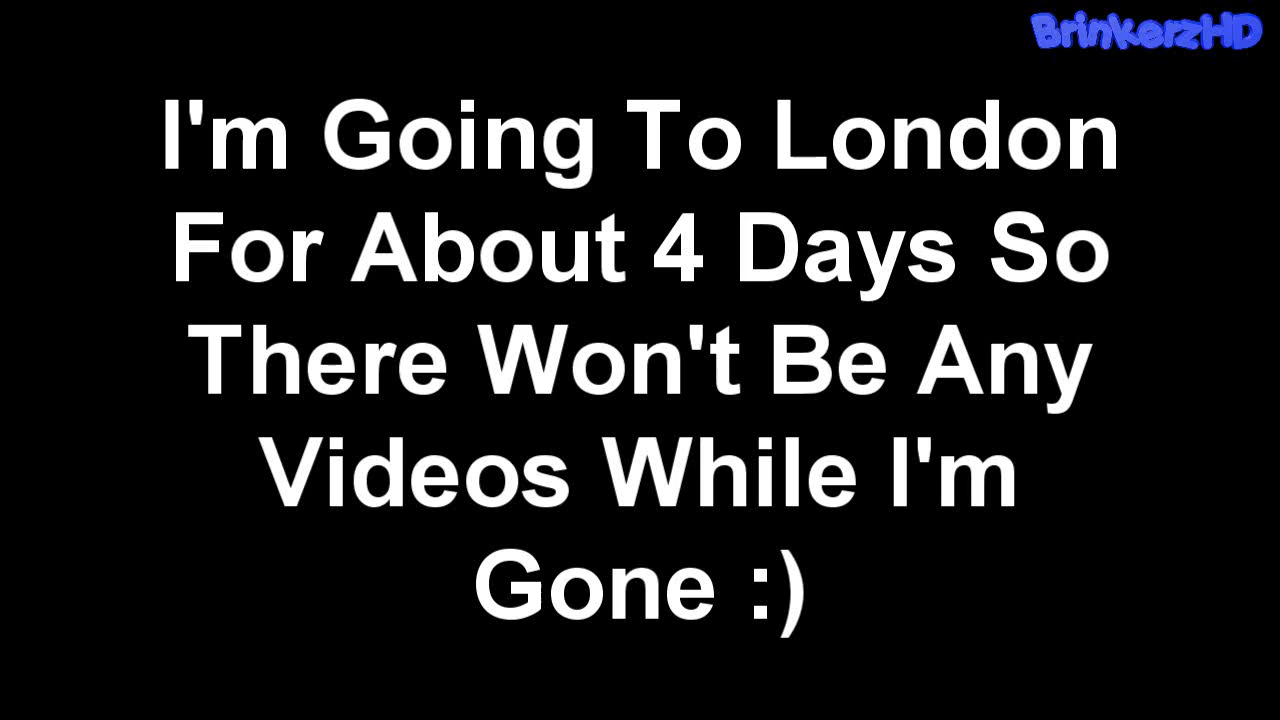 BrinkerzHD
I'm Going To London
For About 4 Days So
There Won't Be Any
Videos While I'm
Gone :)